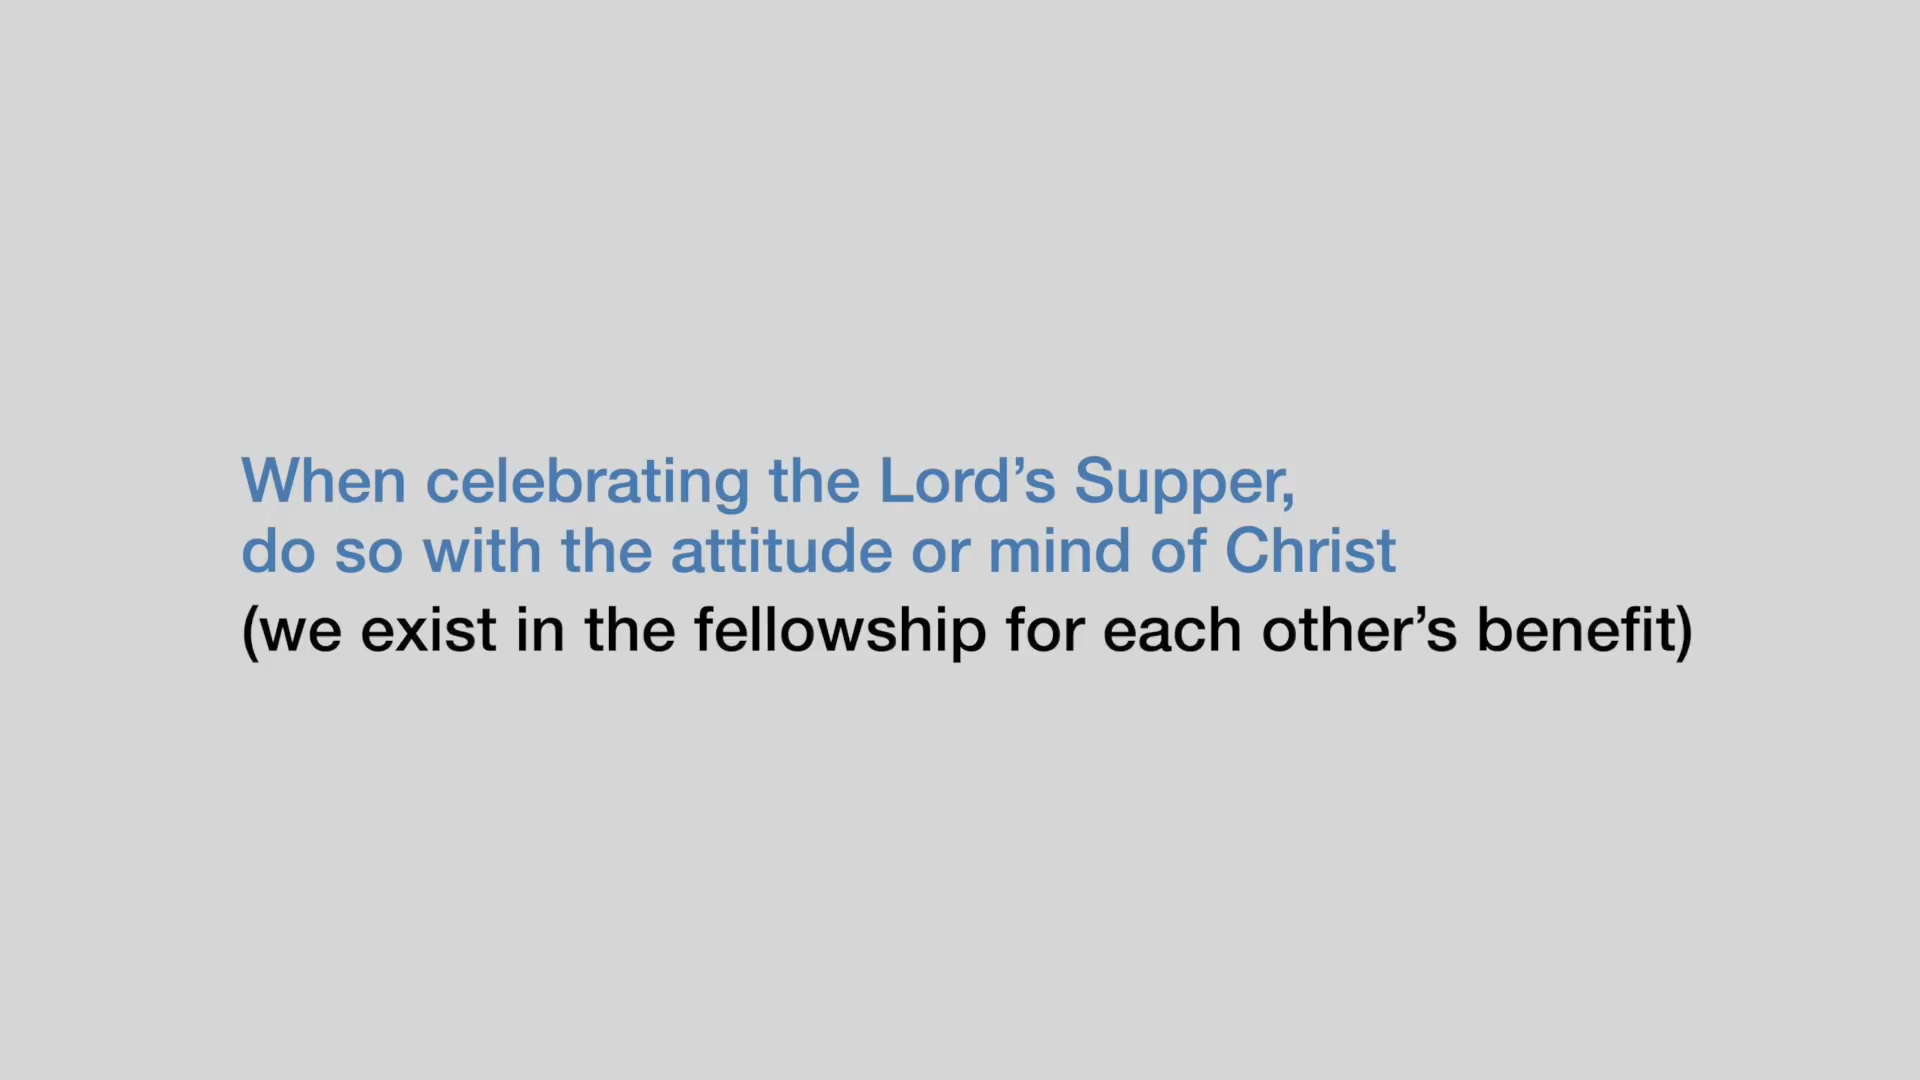 When celebrating the Lord’s Supper,
do so with the attitude or mind of Christ
(we exist in the fellowship for each other’s benefit)